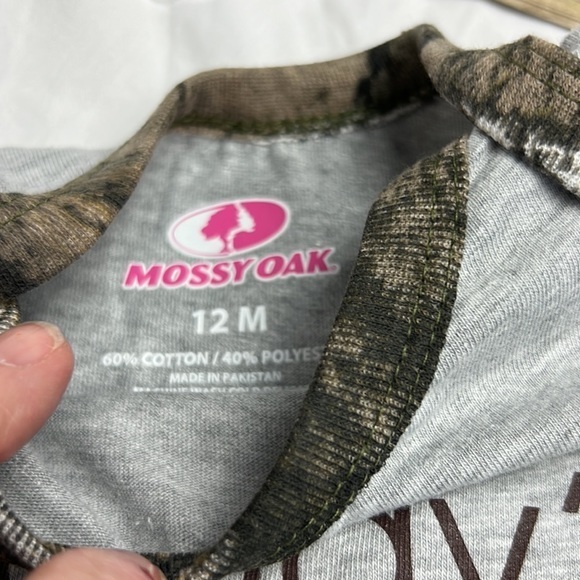 MOSSY OAK
12 M
60% COTTON / 40% POLYES
MADE IN PAKISTAN